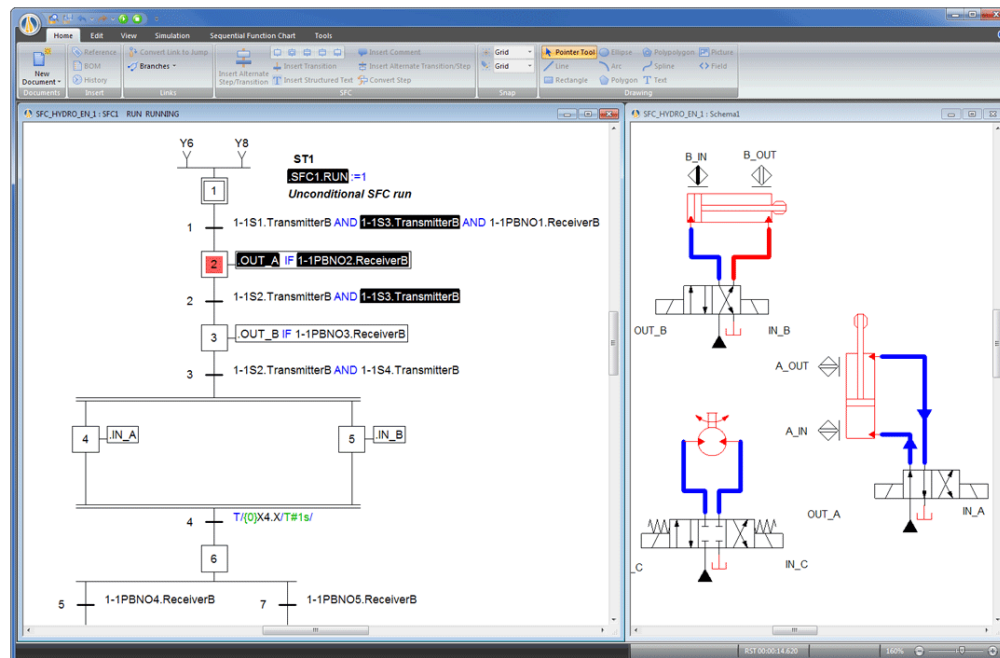 Home Edit View Simulation Sequential Function Chart Tools
New Document
Reference
BOM
History
Convert Link to Jump
Branches
Insert Alternate Step/Transition
Insert Transition
Insert Structured Text
Insert Comment
Insert Alternate Transition/Step
Convert Step
Grid
Grid
Pointer Tool
Line
Rectangle
Ellipse
Arc
Polygon
Polypolygon
Spline
Text
Picture
Field
Documents Insert Links SFC Snap Drawing
SFC_HYDRO_EN_1 : SFC1 RUN RUNNING
Y6 Y8
ST1
.SFC1.RUN :=1
Unconditional SFC run
1
1 1-1S1.TransmitterB AND 1-1S3.TransmitterB AND 1-1PBNO1.ReceiverB
2 .OUT_A IF 1-1PBNO2.ReceiverB
2 1-1S2.TransmitterB AND 1-1S3.TransmitterB
3 .OUT_B IF 1-1PBNO3.ReceiverB
3 1-1S2.TransmitterB AND 1-1S4.TransmitterB
4 .IN_A 5 .IN_B
4 T/{0}X4.X/T#1s/
6
5 1-1PBNO4.ReceiverB 7 1-1PBNO5.ReceiverB
SFC_HYDRO_EN_1 : Schema1
B_IN B_OUT
OUT_B IN_B
A_OUT
A_IN
OUT_A IN_A
_C IN_C
RST 00:00:14.620 160%